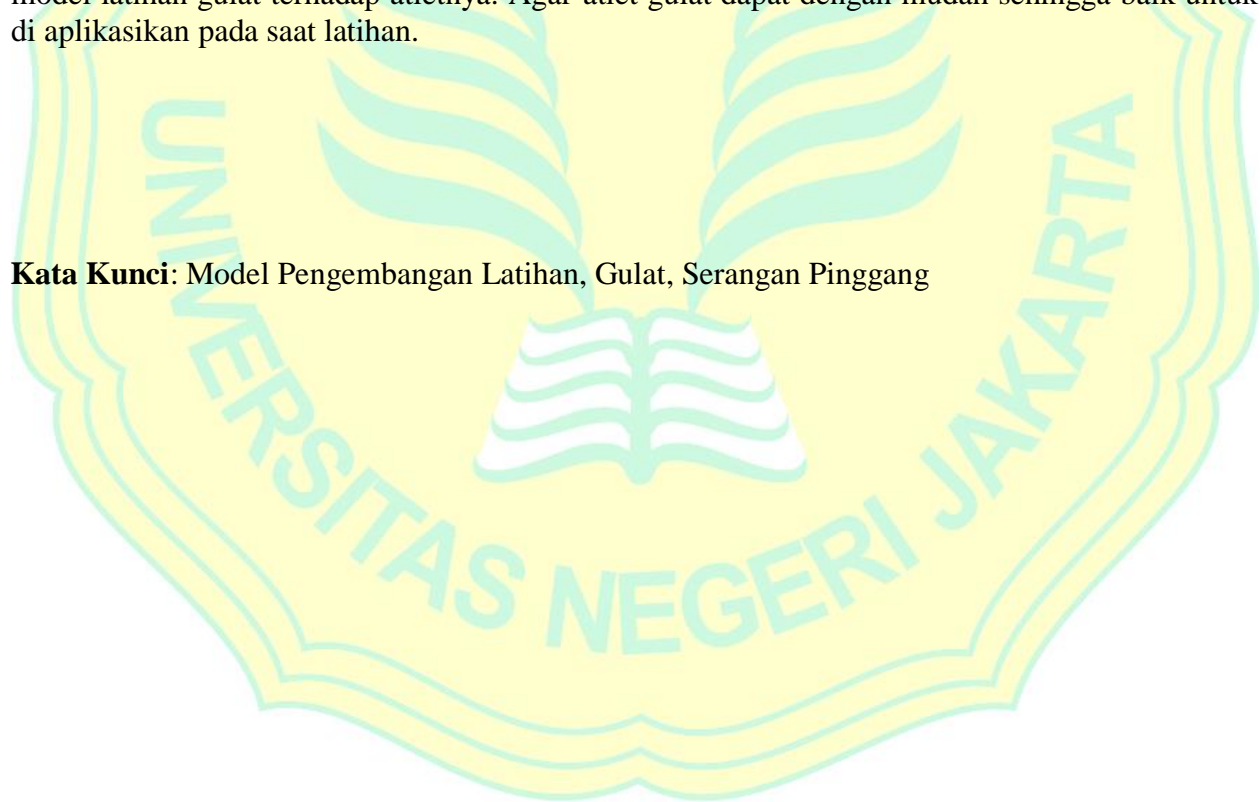 model latihan gulat terhadap atletnya. Agar atlet gulat dapat dengan mudah sehingga baik untuk
di aplikasikan pada saat latihan.
Kata Kunci: Model Pengembangan Latihan, Gulat, Serangan Pinggang
UNIVERSITAS NEGERI JAKARTA